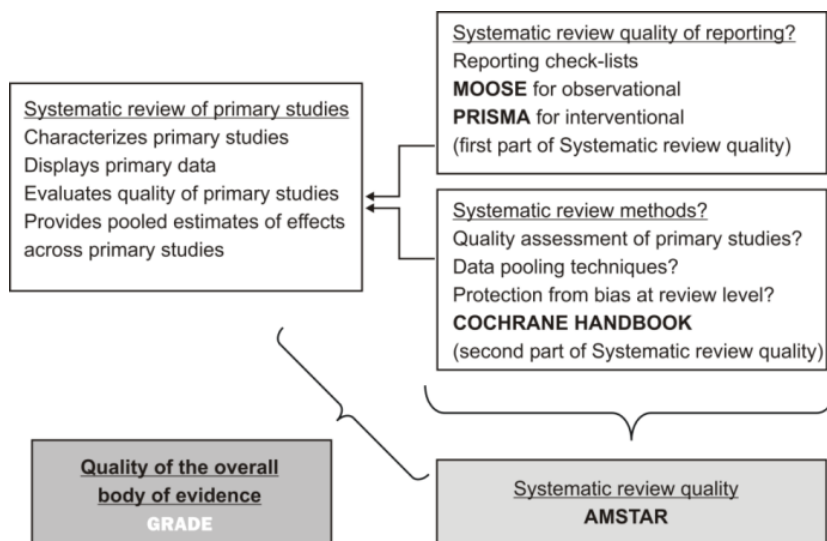 Systematic review of primary studies
Characterizes primary studies
Displays primary data
Evaluates quality of primary studies
Provides pooled estimates of effects
across primary studies
Systematic review quality of reporting?
Reporting check-lists
MOOSE for observational
PRISMA for interventional
(first part of Systematic review quality)
Systematic review methods?
Quality assessment of primary studies?
Data pooling techniques?
Protection from bias at review level?
COCHRANE HANDBOOK
(second part of Systematic review quality)
Quality of the overall
body of evidence
GRADE
Systematic review quality
AMSTAR